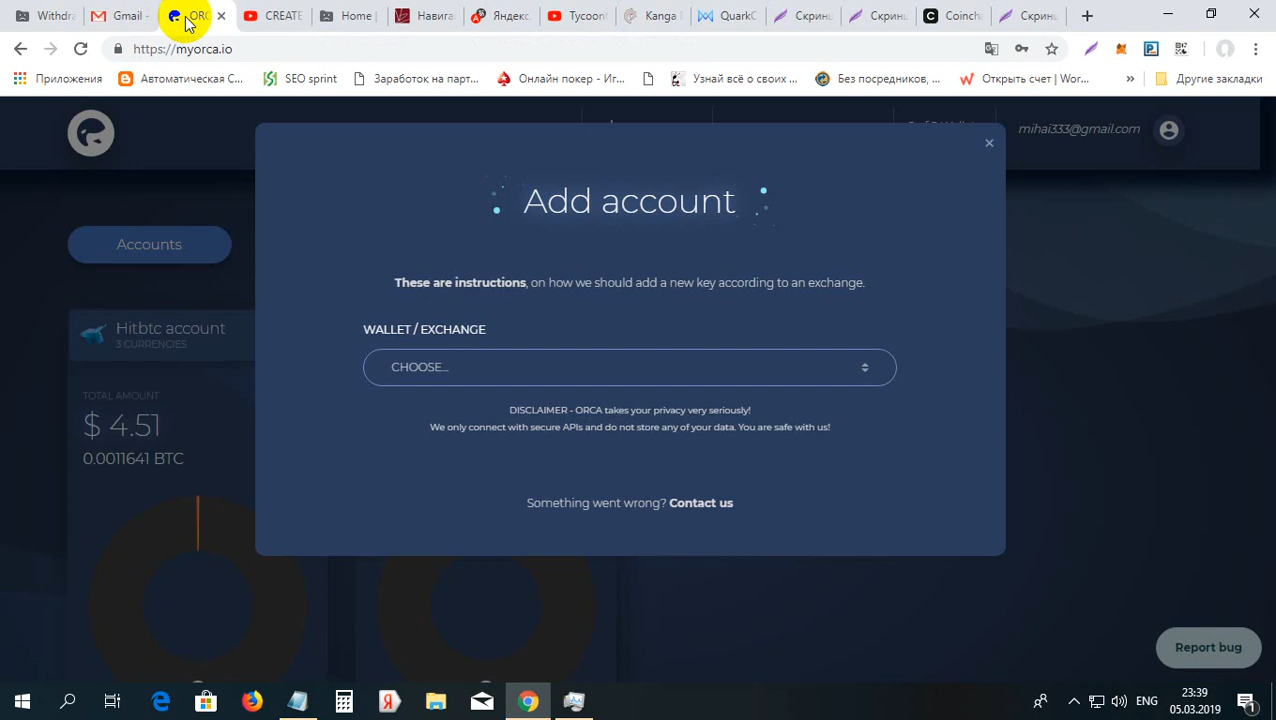 Withdra
Gmail -
ORC
CREATE
Home |
Навига
Яндекс.
Tycoon
Kanga
QuarkC
Скринш
Скринш
Coinch
Скринш
https://myorca.io
Приложения
Автоматическая С...
SEO sprint
Заработок на парт...
Онлайн покер - Иг...
Узнай всё о своих ...
Без посредников, ...
Открыть счет | Wor...
»
Другие закладки
mihai333@gmail.com
Add account
Accounts
These are instructions, on how we should add a new key according to an exchange.
Hitbtc account
3 CURRENCIES
WALLET / EXCHANGE
CHOOSE...
TOTAL AMOUNT
$ 4.51
0.0011641 BTC
DISCLAIMER - ORCA takes your privacy very seriously!
We only connect with secure APIs and do not store any of your data. You are safe with us!
Something went wrong? Contact us
Report bug
ENG
23:39
05.03.2019